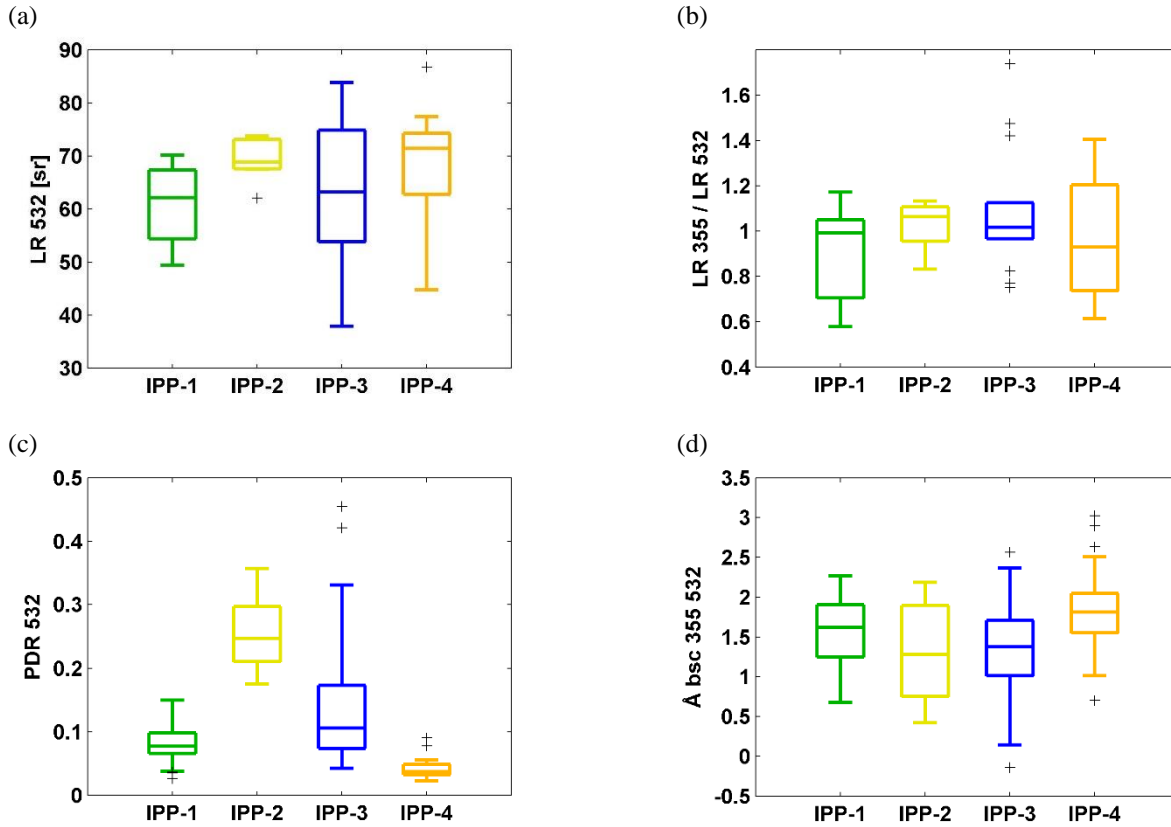 (a)
90
80
70
60
50
40
30
LR 532 [sr]
IPP-1 IPP-2 IPP-3 IPP-4
(b)
1.6
1.4
1.2
1
0.8
0.6
0.4
LR 355 / LR 532
IPP-1 IPP-2 IPP-3 IPP-4
(c)
0.5
0.4
0.3
0.2
0.1
0
PDR 532
IPP-1 IPP-2 IPP-3 IPP-4
(d)
3.5
3
2.5
2
1.5
1
0.5
0
-0.5
Å bsc 355 532
IPP-1 IPP-2 IPP-3 IPP-4